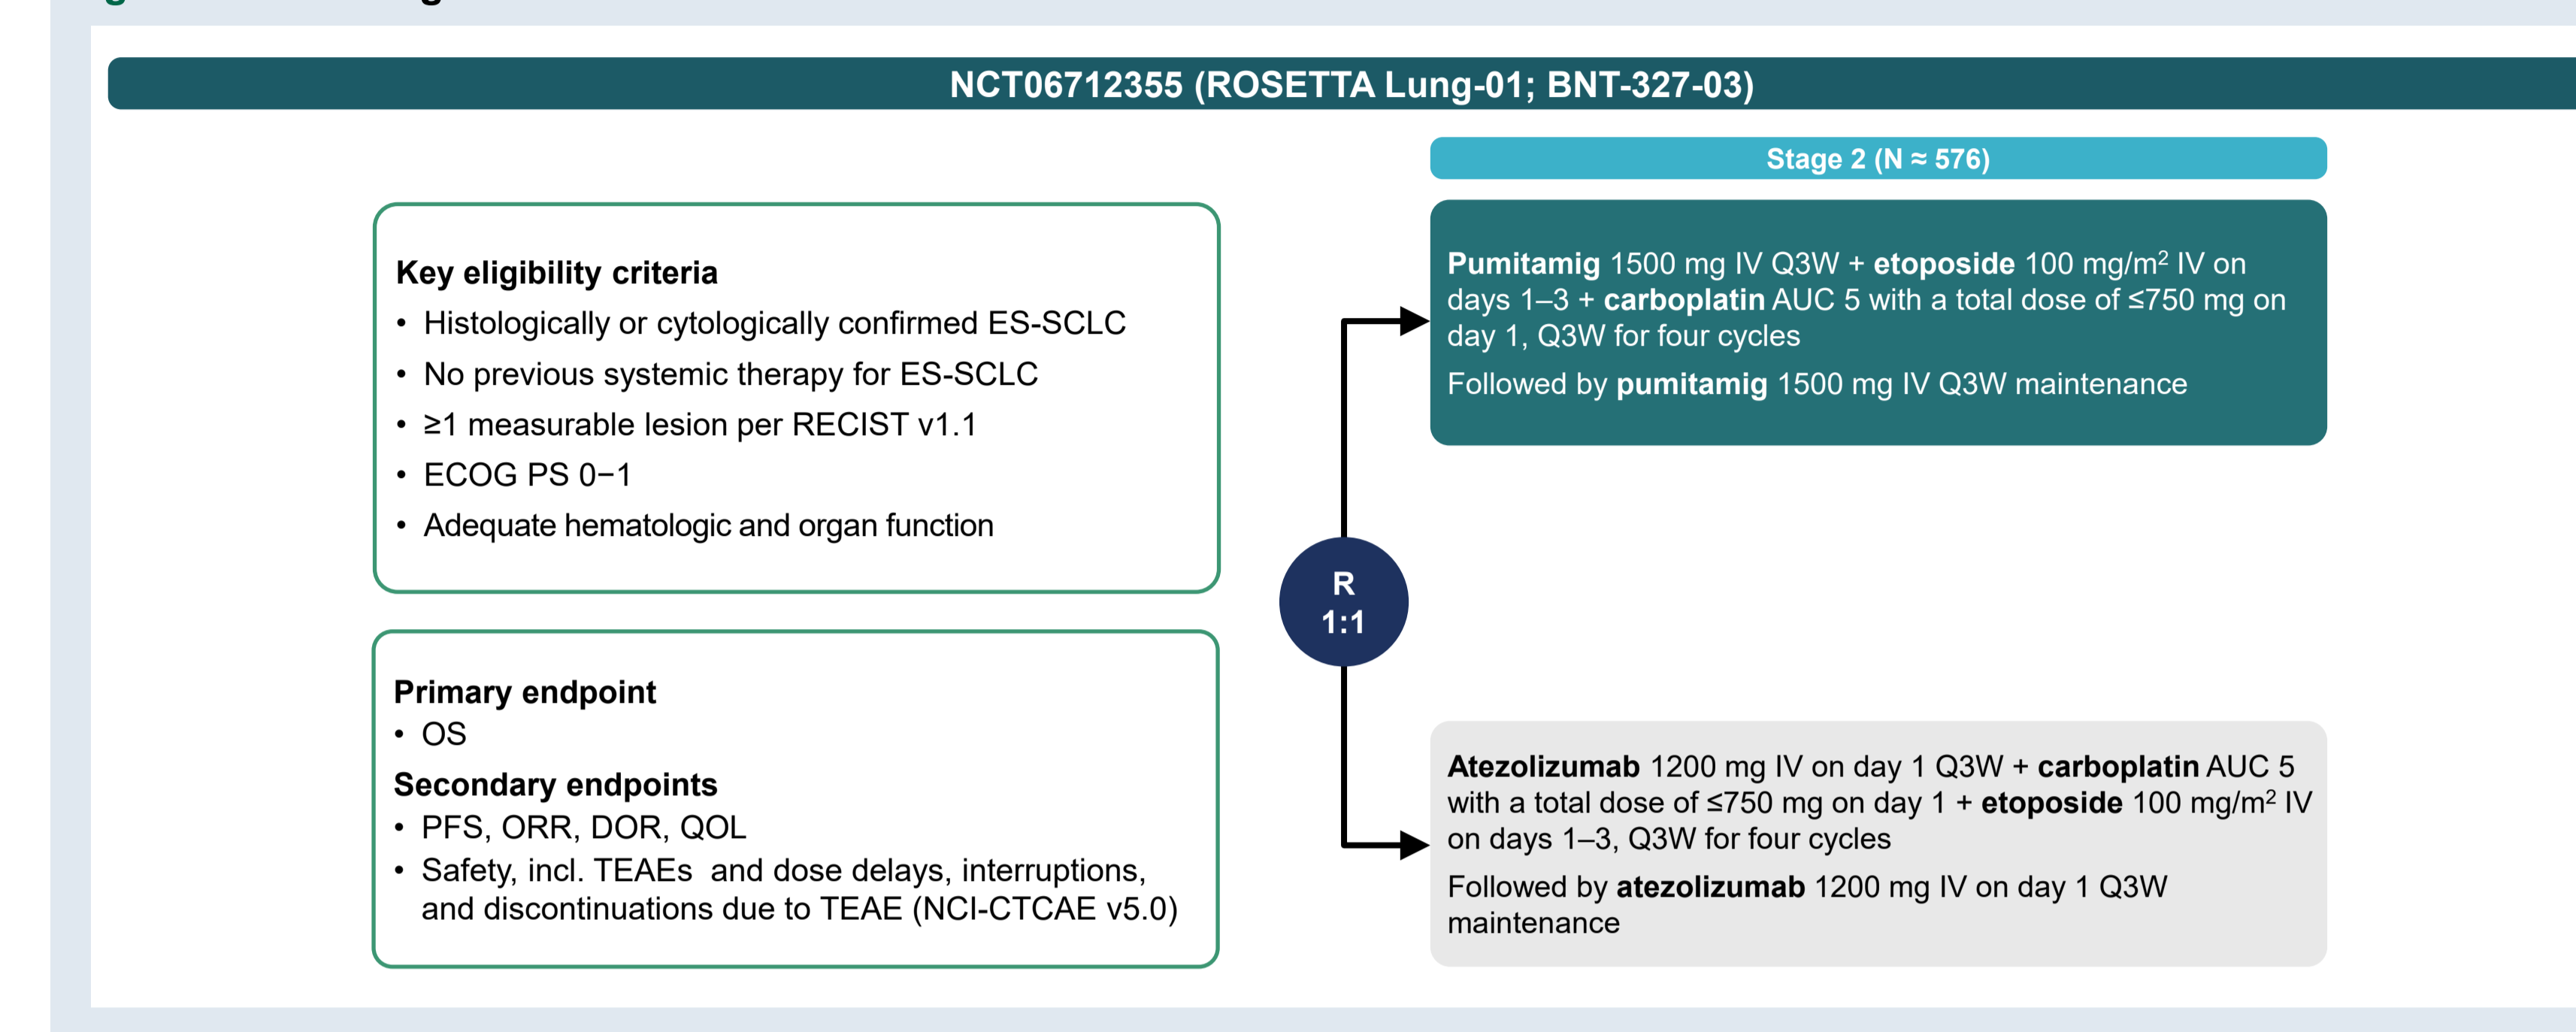 NCT06712355 (ROSETTA Lung-01; BNT-327-03)
Key eligibility criteria
• Histologically or cytologically confirmed ES-SCLC
• No previous systemic therapy for ES-SCLC
• ≥1 measurable lesion per RECIST v1.1
• ECOG PS 0−1
• Adequate hematologic and organ function
Primary endpoint
• OS
Secondary endpoints
• PFS, ORR, DOR, QOL
• Safety, incl. TEAEs  and dose delays, interruptions,
and discontinuations due to TEAE (NCI-CTCAE v5.0)
R
1:1
Stage 2 (N ≈ 576)
Pumitamig 1500 mg IV Q3W + etoposide 100 mg/m² IV on
days 1–3 + carboplatin AUC 5 with a total dose of ≤750 mg on
day 1, Q3W for four cycles
Followed by pumitamig 1500 mg IV Q3W maintenance
Atezolizumab 1200 mg IV on day 1 Q3W + carboplatin AUC 5
with a total dose of ≤750 mg on day 1 + etoposide 100 mg/m² IV
on days 1–3, Q3W for four cycles
Followed by atezolizumab 1200 mg IV on day 1 Q3W
maintenance